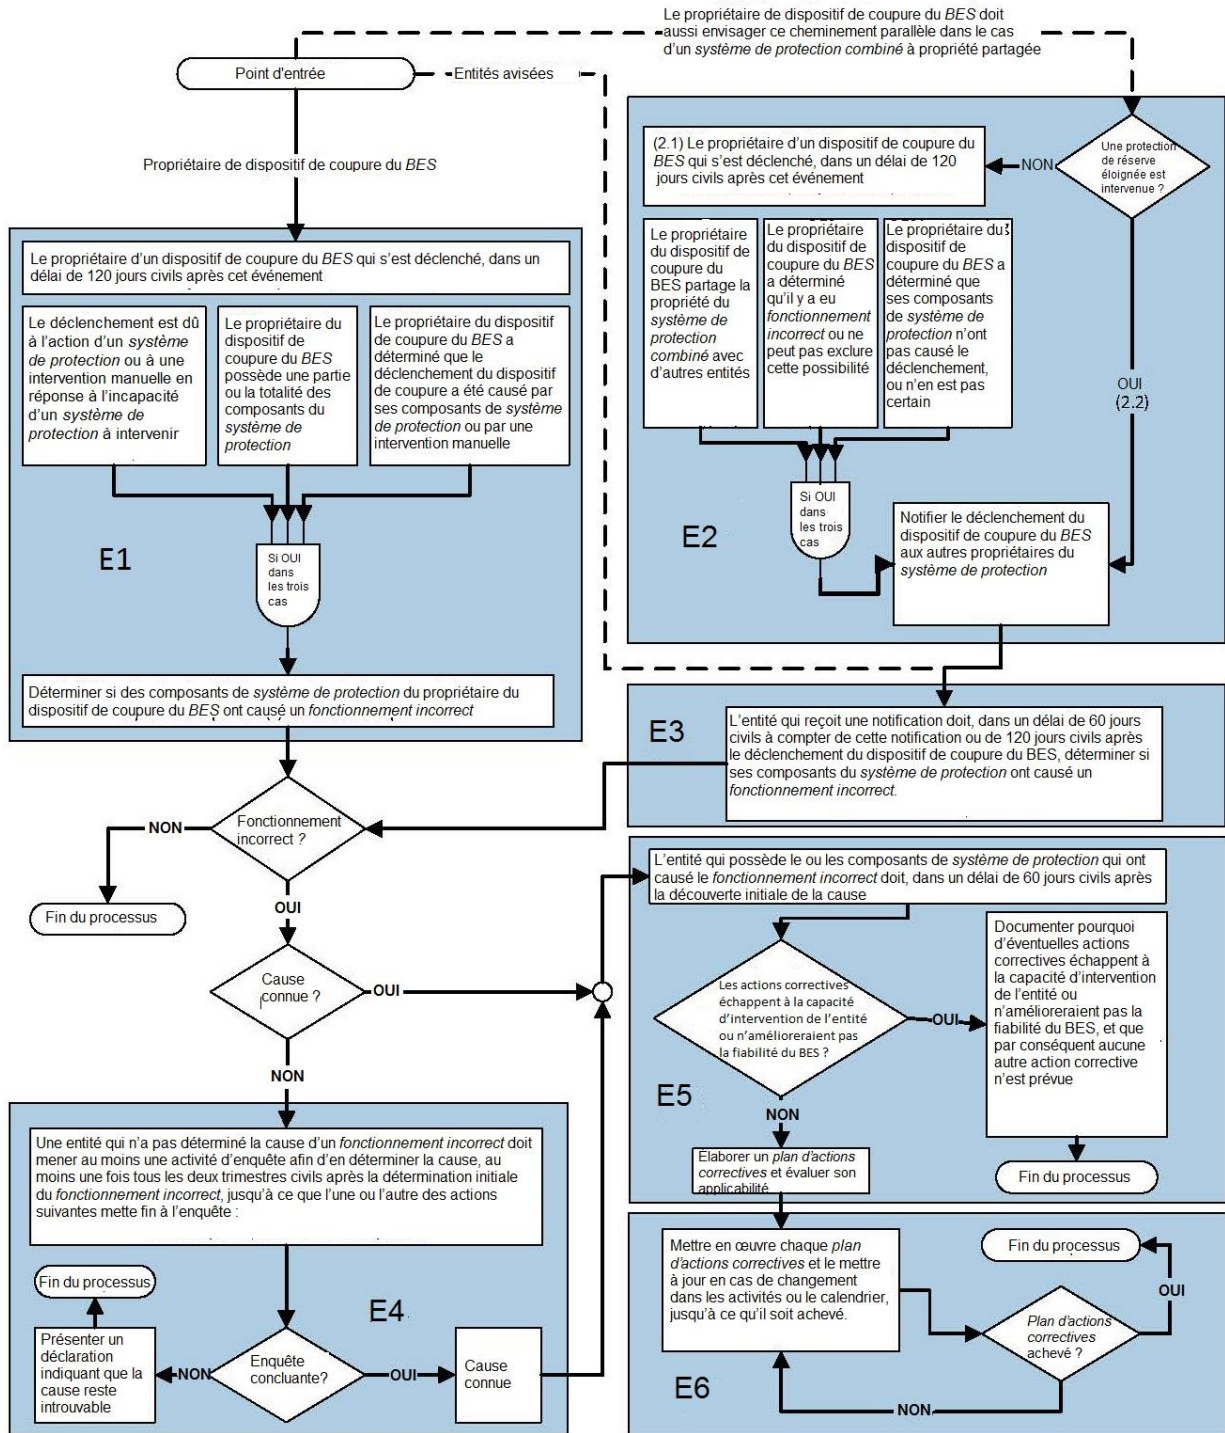 Le propriétaire de dispositif de coupure du BES doit
aussi envisager ce cheminement parallèle dans le cas
d'un système de protection combiné à propriété partagée
Point d'entrée
Entités avisées
Propriétaire de dispositif de coupure du BES
Le propriétaire d'un dispositif de coupure du BES qui s'est déclenché, dans un
délai de 120 jours civils après cet événement
Le déclenchement est dû
à l'action d'un système
de protection ou à une
intervention manuelle en
réponse à l'incapacité
d'un système de
protection à intervenir
Le propriétaire du
dispositif de
coupure du BES
possède une partie
ou la totalité des
composants du
système de
protection
Le propriétaire du dispositif
de coupure du BES a
déterminé que le
déclenchement du dispositif
de coupure a été causé par
ses composants de système
de protection ou par une
intervention manuelle
E1
Si OUI
dans
les trois
cas
Déterminer si des composants de système de protection du propriétaire du
dispositif de coupure du BES ont causé un fonctionnement incorrect
(2.1) Le propriétaire d'un dispositif de coupure du
BES qui s'est déclenché, dans un délai de 120
jours civils après cet événement
NON
Une protection
de réserve
éloignée est
intervenue ?
Le propriétaire
du dispositif de
coupure du
BES partage la
propriété du
système de
protection
combiné avec
d'autres entités
Le propriétaire
du dispositif de
coupure du BES
a déterminé
qu'il y a eu
fonctionnement
incorrect ou ne
peut pas exclure
cette possibilité
Le propriétaire du
dispositif de
coupure du BES a
déterminé que
ses composants
de système de
protection n'ont
pas causé le
déclenchement,
ou n'en est pas
certain
OUI
(2.2)
E2
Si OUI
dans
les trois
cas
Notifier le déclenchement du
dispositif de coupure du BES
aux autres propriétaires du
système de protection
E3
L'entité qui reçoit une notification doit, dans un délai de 60 jours
civils à compter de cette notification ou de 120 jours civils après
le déclenchement du dispositif de coupure du BES, déterminer si
ses composants du système de protection ont causé un
fonctionnement incorrect.
Fonctionnement
incorrect ?
NON
Fin du processus
OUI
Cause
connue ?
OUI
NON
L'entité qui possède le ou les composants de système de protection qui ont
causé le fonctionnement incorrect doit, dans un délai de 60 jours civils après
la découverte initiale de la cause
Les actions correctives
échappent à la capacité
d'intervention de l'entité
ou n'amélioreraient pas
la fiabilité du BES ?
OUI
Documenter pourquoi
d'éventuelles actions
correctives échappent à
la capacité d'intervention
de l'entité ou
n'amélioreraient pas la
fiabilité du BES, et que
par conséquent aucune
autre action corrective
n'est prévue
E5
NON
Élaborer un plan d'actions
correctives et évaluer son
applicabilité
Fin du processus
Une entité qui n'a pas déterminé la cause d'un fonctionnement incorrect doit
mener au moins une activité d'enquête afin d'en déterminer la cause, au
moins une fois tous les deux trimestres civils après la détermination initiale
du fonctionnement incorrect, jusqu'à ce que l'une ou l'autre des actions
suivantes mette fin à l'enquête :
Fin du processus
E4
Présenter un
déclaration
indiquant que la
cause reste
introuvable
NON
Enquête
concluante?
OUI
Cause
connue
Mettre en œuvre chaque plan
d'actions correctives et le mettre
à jour en cas de changement
dans les activités ou le calendrier,
jusqu'à ce qu'il soit achevé.
Fin du processus
OUI
Plan d'actions
correctives
achevé ?
E6
NON